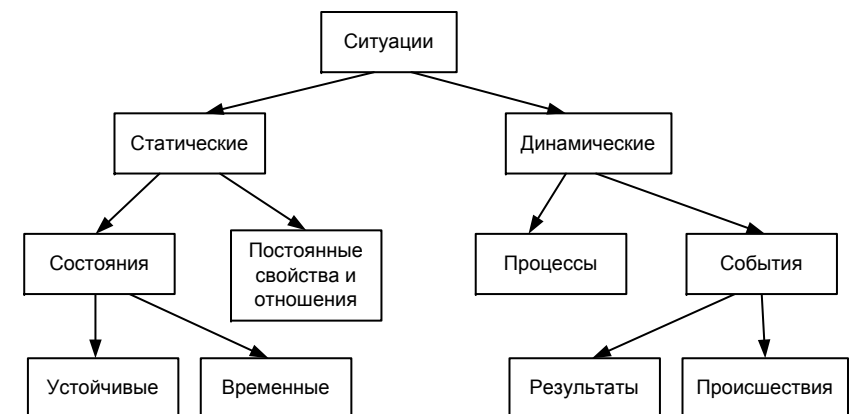 Ситуации
Статические
Динамические
Состояния
Постоянные
свойства и
отношения
Процессы
События
Устойчивые
Временные
Результаты
Происшествия